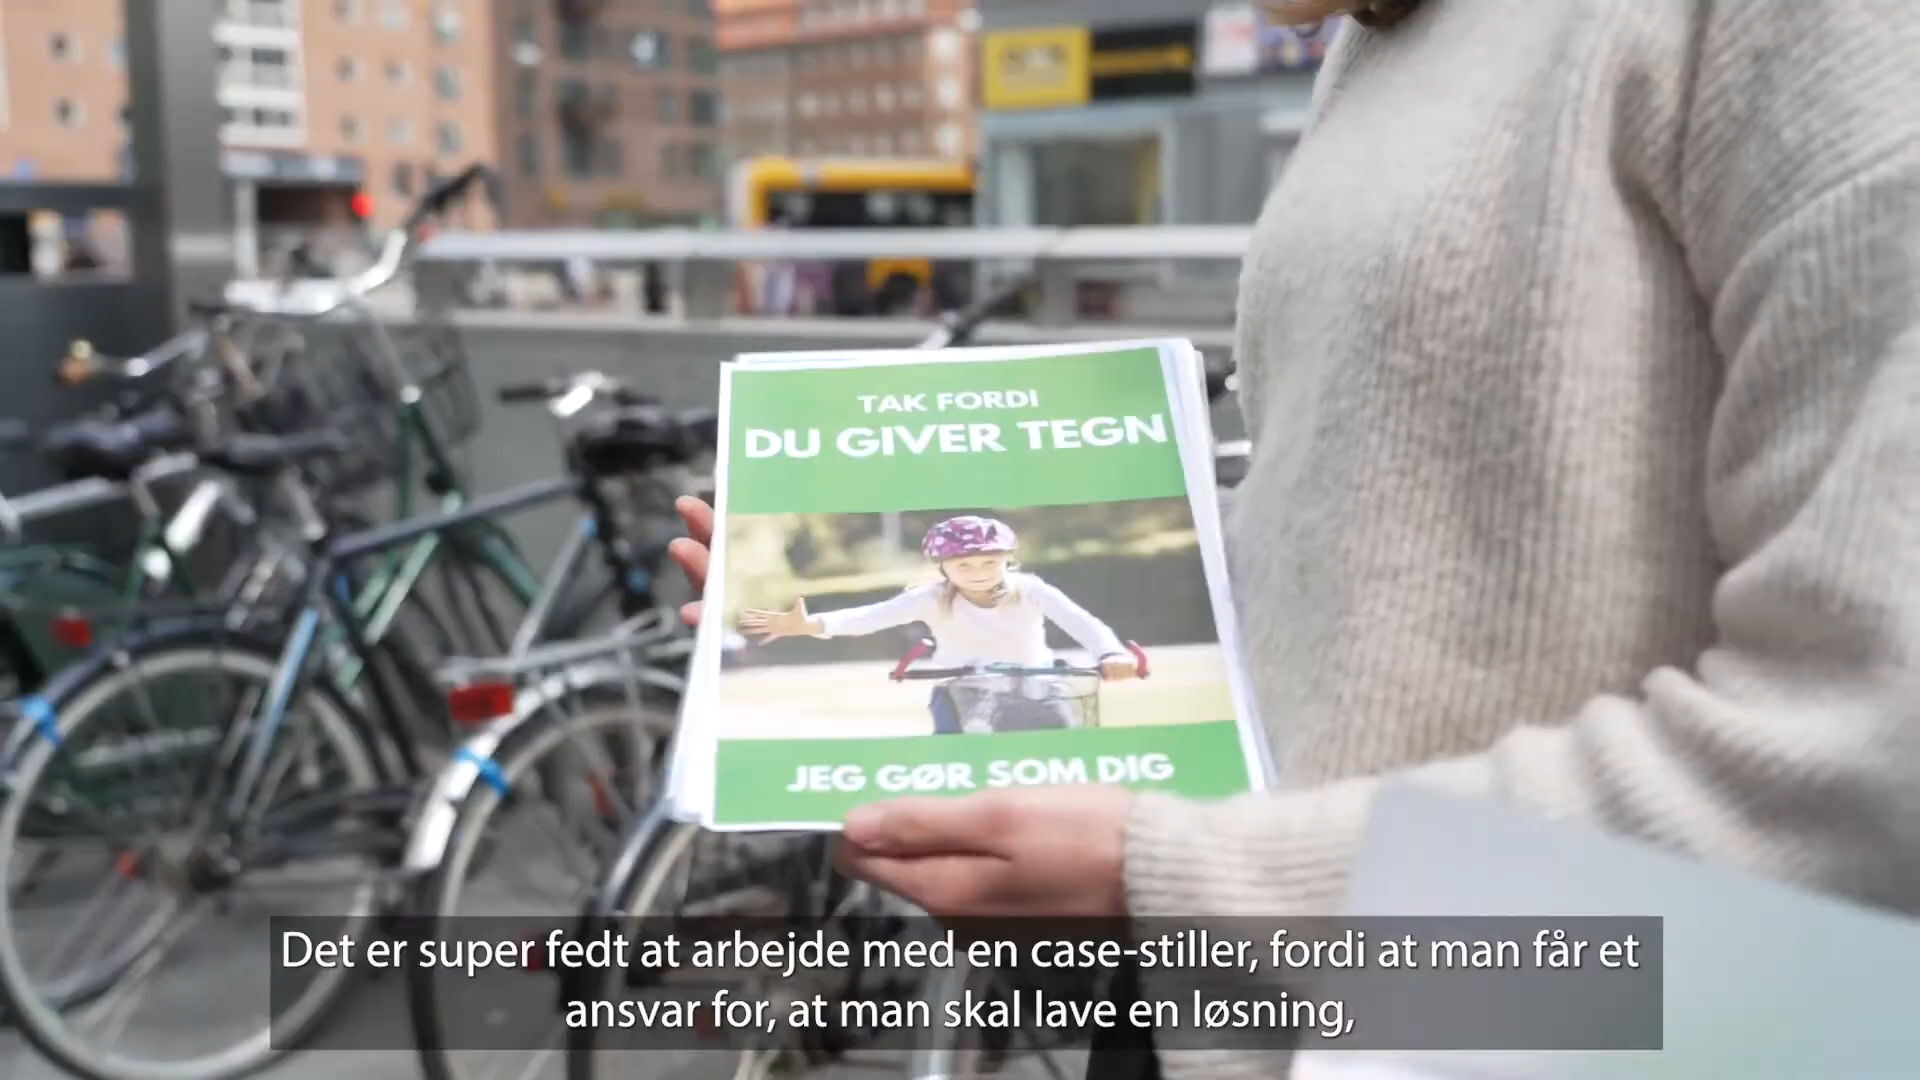 TAK FORDI
DU GIVER TEGN
JEG GØR SOM DIG
Det er super fedt at arbejde med en case-stiller, fordi at man får et
ansvar for, at man skal lave en løsning,